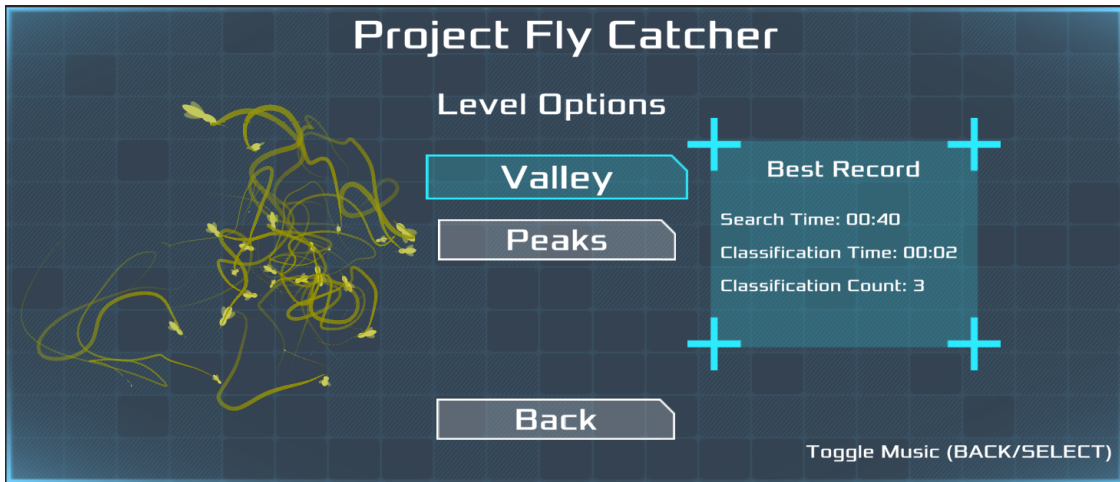 Project Fly Catcher
Level Options
Valley
Peaks
Back
Best Record
Search Time: 00:40
Classification Time: 00:02
Classification Count: 3
Toggle Music (BACK/SELECT)